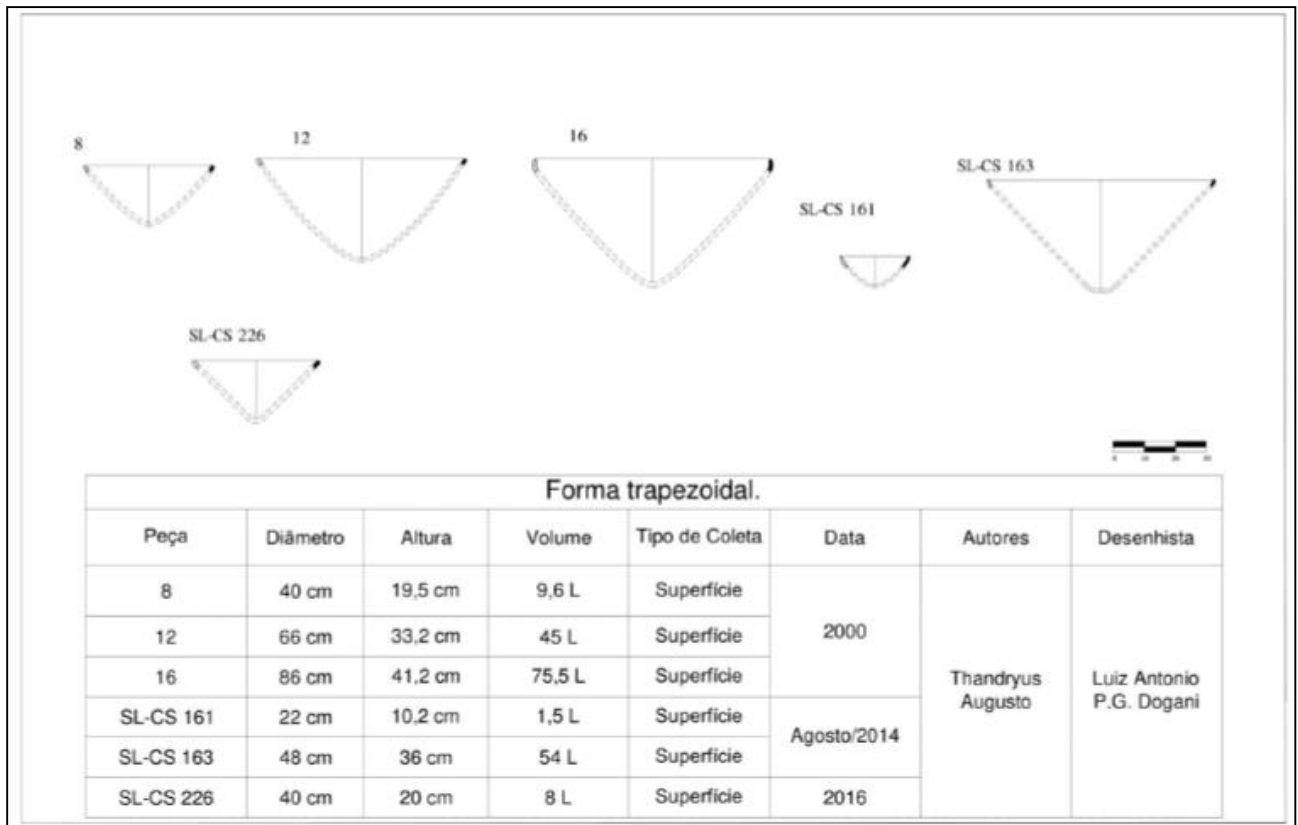 8
12
16
SL-CS 161
SL-CS 163
SL-CS 226
Forma trapezoidal.
Peça Diâmetro Altura Volume Tipo de Coleta Data Autores Desenhista
8 40 cm 19,5 cm 9,6 L Superfície
12 66 cm 33,2 cm 45 L Superfície 2000
16 86 cm 41,2 cm 75,5 L Superfície
SL-CS 161 22 cm 10,2 cm 1,5 L Superfície
SL-CS 163 48 cm 36 cm 54 L Superfície
Agosto/2014
SL-CS 226 40 cm 20 cm 8 L Superfície 2016
Thandryus
Augusto
Luiz Antonio
P.G. Dogani